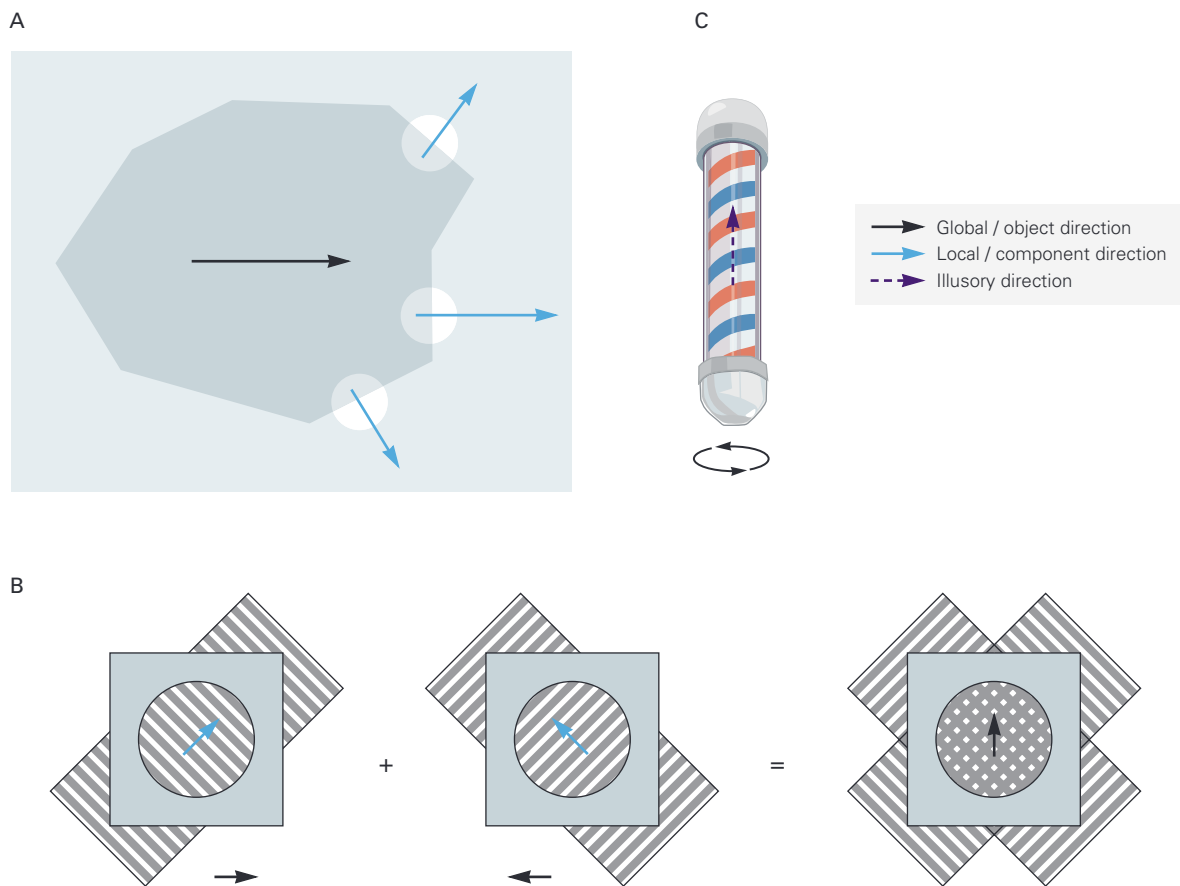 A
C
Global / object direction
Local / component direction
Illusory direction
B
+
=